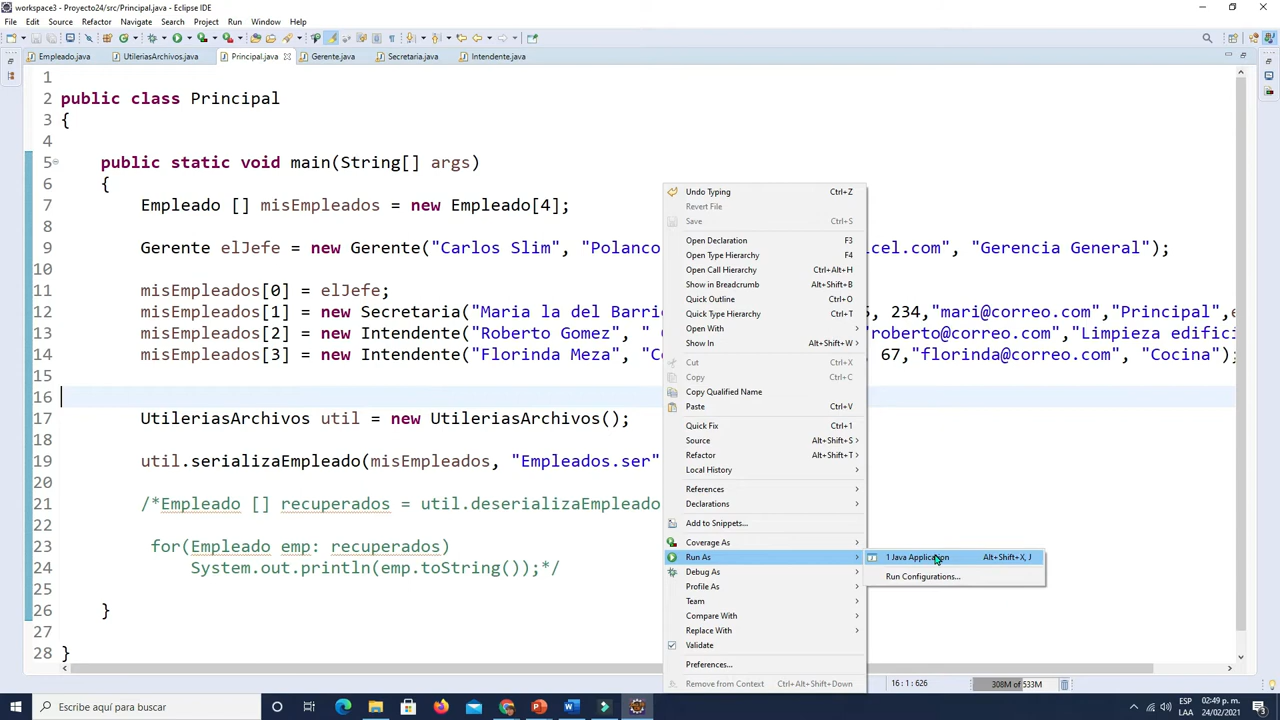 workspace3 - Proyecto24/src/Principal.java - Eclipse IDE
File Edit Source Refactor Navigate Search Project Run Window Help
Empleado.java UtileriasArchivos.java Principal.java Gerente.java Secretaria.java Intendente.java
1
2 public class Principal
3 {
4
5 public static void main(String[] args)
6 {
7 Empleado [] misEmpleados = new Empleado[4];
8
9 Gerente elJefe = new Gerente("Carlos Slim", "Polanco cel.com", "Gerencia General");
10
11 misEmpleados[0] = elJefe;
12 misEmpleados[1] = new Secretaria("Maria la del Barri 5, 234,"mari@correo.com","Principal",e
13 misEmpleados[2] = new Intendente("Roberto Gomez", " "roberto@correo.com","Limpieza edifici
14 misEmpleados[3] = new Intendente("Florinda Meza", "C 67,"florinda@correo.com", "Cocina");
15
16
17 UtileriasArchivos util = new UtileriasArchivos();
18
19 util.serializaEmpleado(misEmpleados, "Empleados.ser"
20
21 /*Empleado [] recuperados = util.deserializaEmpleado
22
23 for(Empleado emp: recuperados)
24 System.out.println(emp.toString());*/
25
26 }
27
28 }
Undo Typing Ctrl+Z
Revert File
Save Ctrl+S
Open Declaration F3
Open Type Hierarchy F4
Open Call Hierarchy Ctrl+Alt+H
Show in Breadcrumb Alt+Shift+B
Quick Outline Ctrl+O
Quick Type Hierarchy Ctrl+T
Open With
Show In Alt+Shift+W
Cut Ctrl+X
Copy Ctrl+C
Copy Qualified Name
Paste Ctrl+V
Quick Fix Ctrl+1
Source Alt+Shift+S
Refactor Alt+Shift+T
Local History
References
Declarations
Add to Snippets...
Coverage As
Run As
Debug As
Profile As
Team
Compare With
Replace With
Validate
Preferences...
Remove from Context Ctrl+Alt+Shift+Down
1 Java Application Alt+Shift+X, J
Run Configurations...
16 : 1 : 626 308M of 533M
Escribe aquí para buscar
ESP
LAA
02:49 p. m.
24/02/2021
3